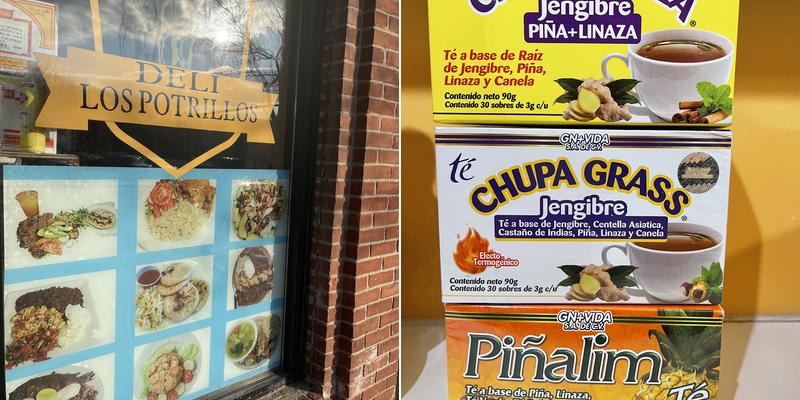 DELI
LOS POTRILLOS
Jengibre
PIÑA+LINAZA
Té a base de Raíz
de Jengibre, Piña,
Linaza y Canela
Contenido neto 90g
Contenido 30 sobres de 3g c/u
GN+VIDA
S.A. DE C.V.
té
CHUPA GRASS®
Jengibre
Té a base de Jengibre, Centella Asiatica,
Castaño de Indias, Piña, Linaza y Canela
Efecto
Termogenico
Contenido neto 90g
Contenido 30 sobres de 3g c/u
GN+VIDA
S.A. DE C.V.
Piñalim
Té a base de Piña, Linaza,
Té